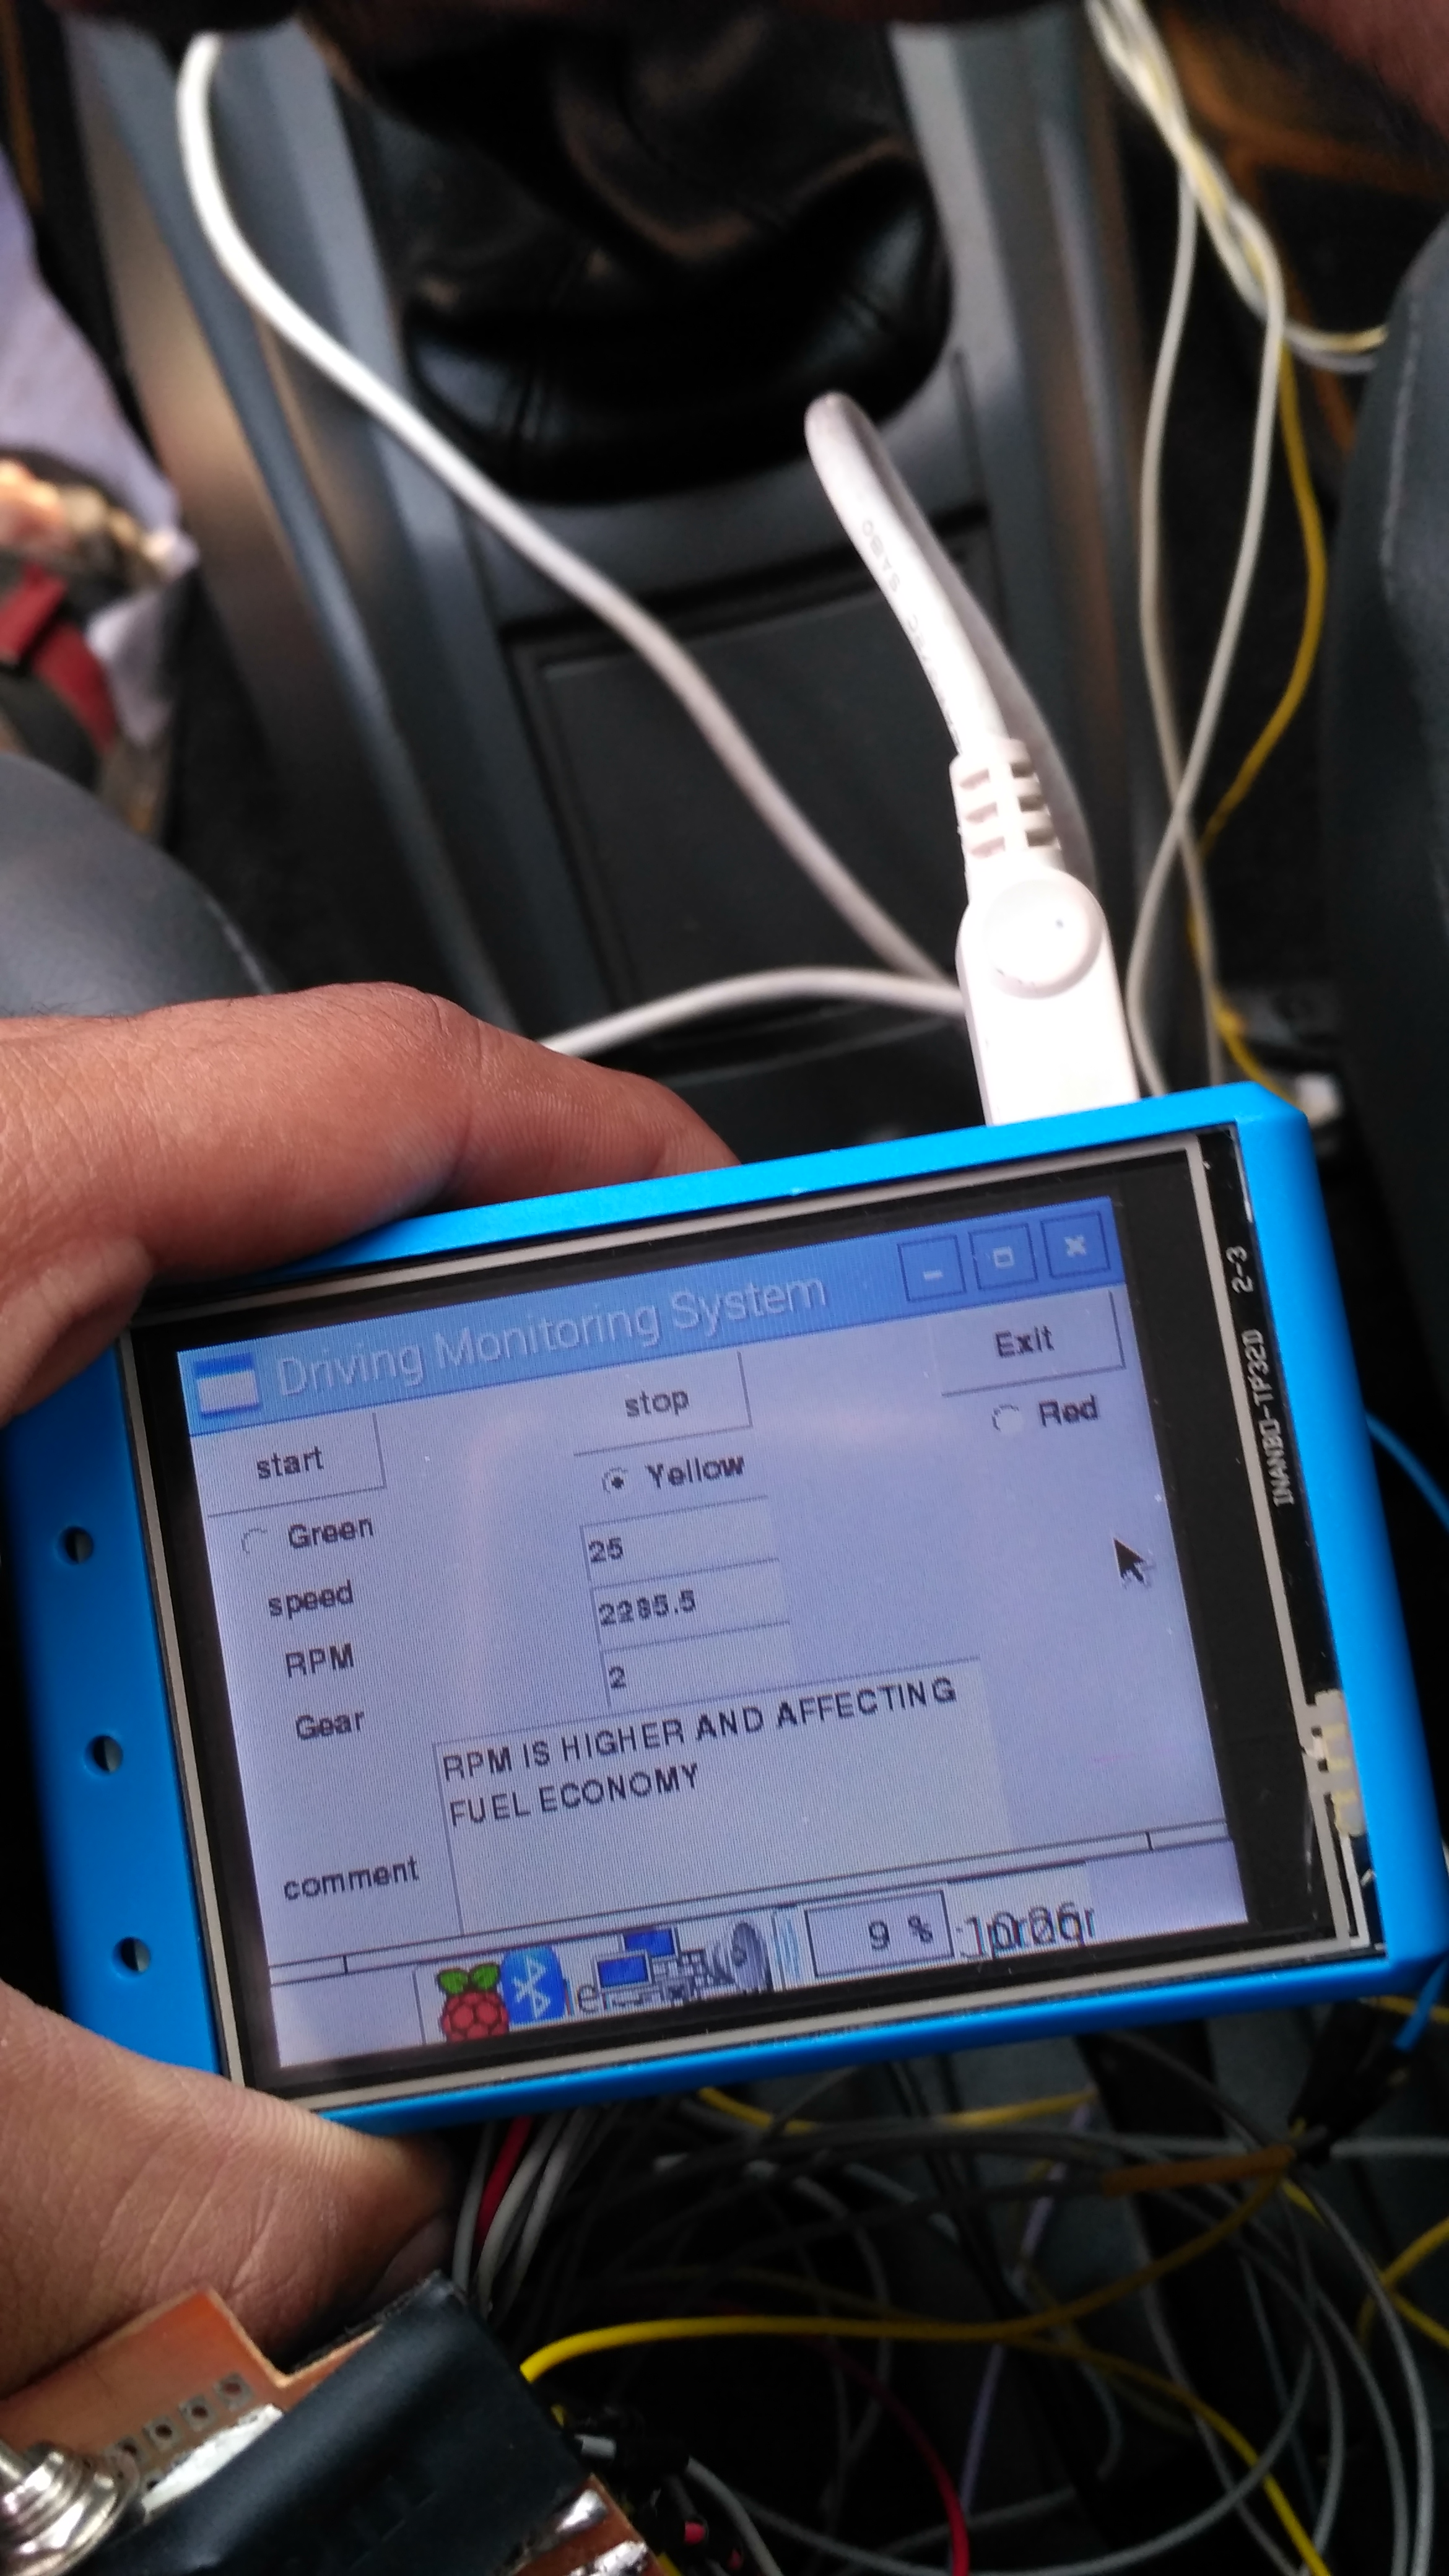 Driving Monitoring System
start
stop
Exit
Green
Yellow
Red
speed
25
RPM
2285.5
Gear
2
comment
RPM IS HIGHER AND AFFECTING
FUEL ECONOMY
9 %
INANBO-TP32D 2-3